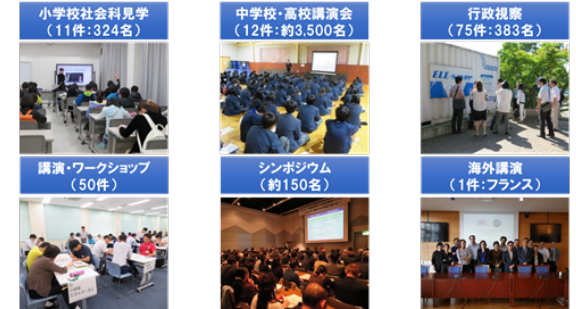 小学校社会科見学
（11件：324名）
中学校・高校講演会
（12件：約3,500名）
行政視察
（75件：383名）
講演・ワークショップ
（50件）
シンポジウム
（約150名）
海外講演
（1件：フランス）